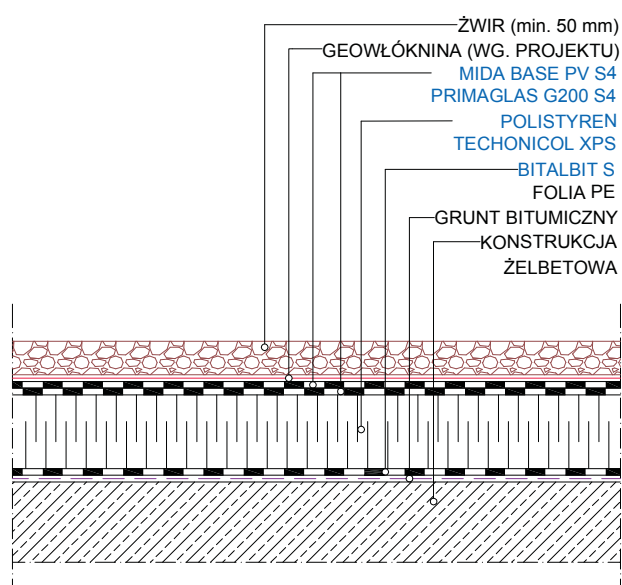 ŻWIR (min. 50 mm)
GEOWŁÓKNINA (WG. PROJEKTU)
MIDA BASE PV S4
PRIMAGLAS G200 S4
POLISTYREN
TECHONICOL XPS
BITALBIT S
FOLIA PE
GRUNT BITUMICZNY
KONSTRUKCJA
ŻELBETOWA